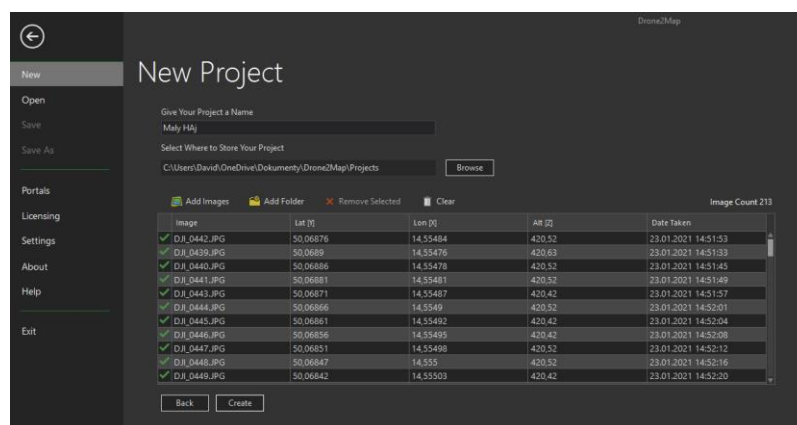 Drone2Map
New
Open
Save
Save As
Portals
Licensing
Settings
About
Help
Exit
New Project
Give Your Project a Name
Maly HAj
Select Where to Store Your Project
C:\Users\David\OneDrive\Dokumenty\Drone2Map\Projects Browse
Add Images Add Folder Remove Selected Clear Image Count 213
Image Lat [Y] Lon [X] Alt [Z] Date Taken
DJI_0442.JPG 50,06876 14,55484 420,52 23.01.2021 14:51:53
DJI_0439.JPG 50,0689 14,55476 420,63 23.01.2021 14:51:33
DJI_0440.JPG 50,06886 14,55478 420,52 23.01.2021 14:51:45
DJI_0441.JPG 50,06881 14,55481 420,52 23.01.2021 14:51:49
DJI_0443.JPG 50,06871 14,55487 420,42 23.01.2021 14:51:57
DJI_0444.JPG 50,06866 14,5549 420,52 23.01.2021 14:52:01
DJI_0445.JPG 50,06861 14,55492 420,42 23.01.2021 14:52:04
DJI_0446.JPG 50,06856 14,55495 420,42 23.01.2021 14:52:08
DJI_0447.JPG 50,06851 14,55498 420,52 23.01.2021 14:52:12
DJI_0448.JPG 50,06847 14,555 420,52 23.01.2021 14:52:16
DJI_0449.JPG 50,06842 14,55503 420,42 23.01.2021 14:52:20
Back Create